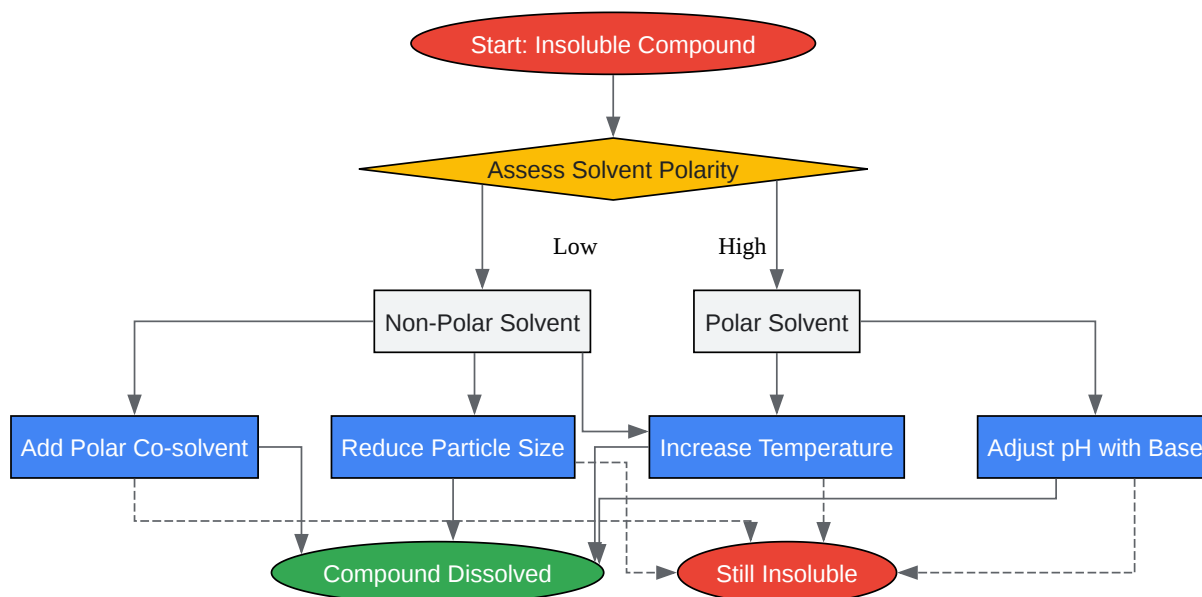 Start: Insoluble Compound
Assess Solvent Polarity
Low
High
Non-Polar Solvent
Polar Solvent
Add Polar Co-solvent
Reduce Particle Size
Increase Temperature
Adjust pH with Base
Compound Dissolved
Still Insoluble